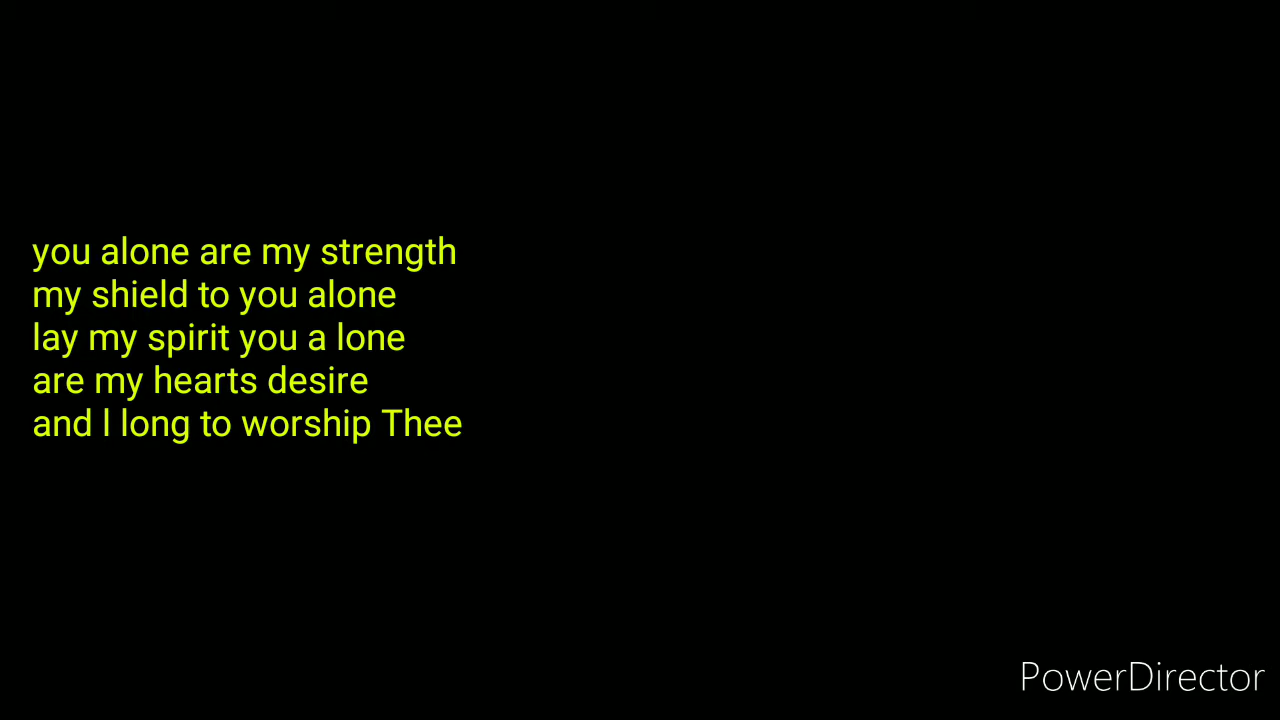 you alone are my strength
my shield to you alone
lay my spirit you a lone
are my hearts desire
and l long to worship Thee
PowerDirector